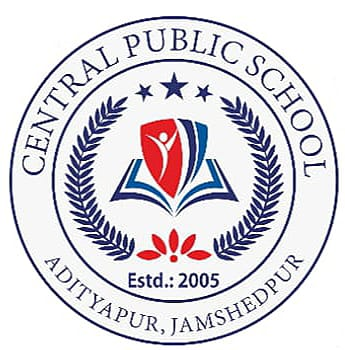 CENTRAL PUBLIC SCHOOL
Estd.: 2005
ADITYAPUR, JAMSHEDPUR